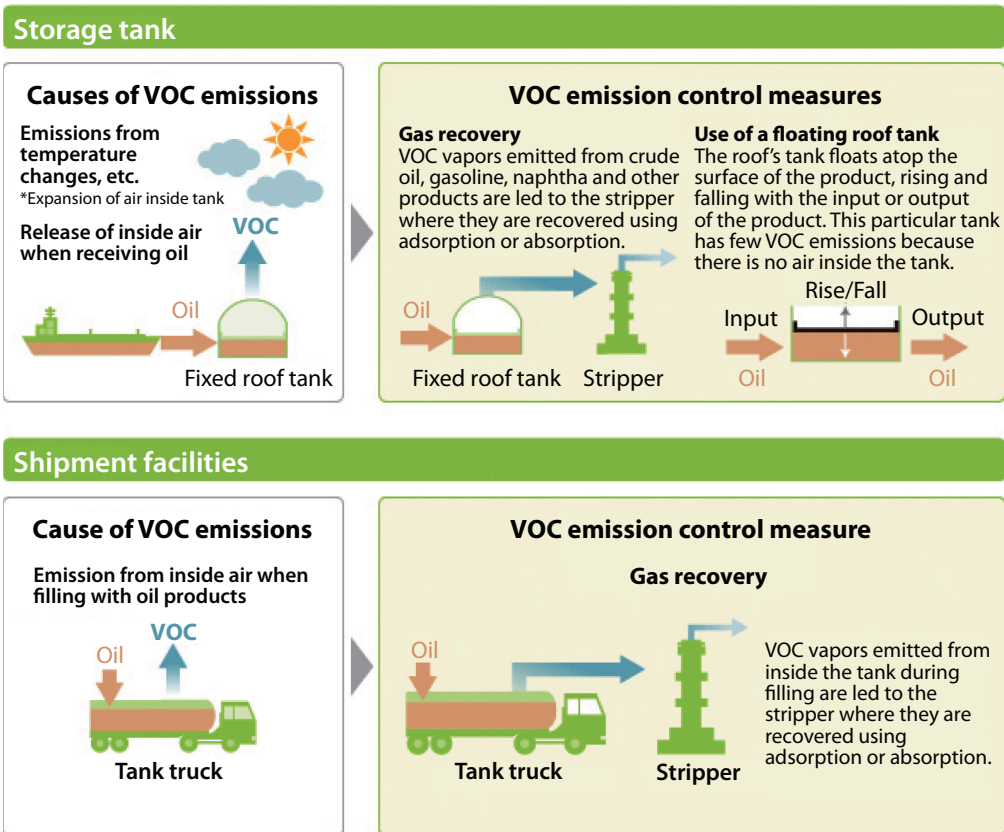 Storage tank
Causes of VOC emissions
Emissions from
temperature
changes, etc.
*Expansion of air inside tank
Release of inside air
when receiving oil
VOC
Oil
Fixed roof tank
VOC emission control measures
Gas recovery
VOC vapors emitted from crude
oil, gasoline, naphtha and other
products are led to the stripper
where they are recovered using
adsorption or absorption.
Oil
Fixed roof tank
Stripper
Use of a floating roof tank
The roof's tank floats atop the
surface of the product, rising and
falling with the input or output
of the product. This particular tank
has few VOC emissions because
there is no air inside the tank.
Rise/Fall
Input
Output
Oil
Oil
Shipment facilities
Cause of VOC emissions
Emission from inside air when
filling with oil products
VOC
Oil
Tank truck
VOC emission control measure
Gas recovery
Oil
Tank truck
Stripper
VOC vapors emitted from
inside the tank during
filling are led to the
stripper where they are
recovered using
adsorption or absorption.